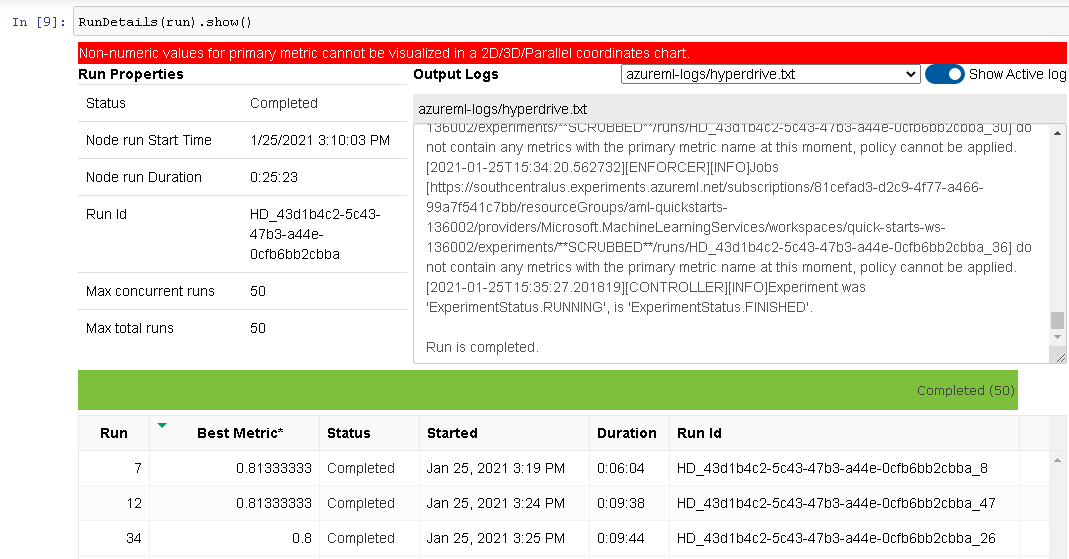 In [9]: RunDetails(run).show()
Non-numeric values for primary metric cannot be visualized in a 2D/3D/Parallel coordinates chart.
Run Properties
Status Completed
Node run Start Time 1/25/2021 3:10:03 PM
Node run Duration 0:25:23
Run Id HD_43d1b4c2-5c43-
47b3-a44e-
0cfb6bb2cbba
Max concurrent runs 50
Max total runs 50
Output Logs azureml-logs/hyperdrive.txt Show Active log
azureml-logs/hyperdrive.txt
136002/experiments/**SCRUBBED**/runs/HD_43d1b4c2-5c43-47b3-a44e-0cfb6bb2cbba_30] do
not contain any metrics with the primary metric name at this moment, policy cannot be applied.
[2021-01-25T15:34:20.562732][ENFORCER][INFO]Jobs
[https://southcentralus.experiments.azureml.net/subscriptions/81cefad3-d2c9-4f77-a466-
99a7f541c7bb/resourceGroups/aml-quickstarts-
136002/providers/Microsoft.MachineLearningServices/workspaces/quick-starts-ws-
136002/experiments/**SCRUBBED**/runs/HD_43d1b4c2-5c43-47b3-a44e-0cfb6bb2cbba_36] do
not contain any metrics with the primary metric name at this moment, policy cannot be applied.
[2021-01-25T15:35:27.201819][CONTROLLER][INFO]Experiment was
'ExperimentStatus.RUNNING', is 'ExperimentStatus.FINISHED'.
Run is completed.
Completed (50)
Run Best Metric* Status Started Duration Run Id
7 0.81333333 Completed Jan 25, 2021 3:19 PM 0:06:04 HD_43d1b4c2-5c43-47b3-a44e-0cfb6bb2cbba_8
12 0.81333333 Completed Jan 25, 2021 3:24 PM 0:09:38 HD_43d1b4c2-5c43-47b3-a44e-0cfb6bb2cbba_47
34 0.8 Completed Jan 25, 2021 3:25 PM 0:09:44 HD_43d1b4c2-5c43-47b3-a44e-0cfb6bb2cbba_26